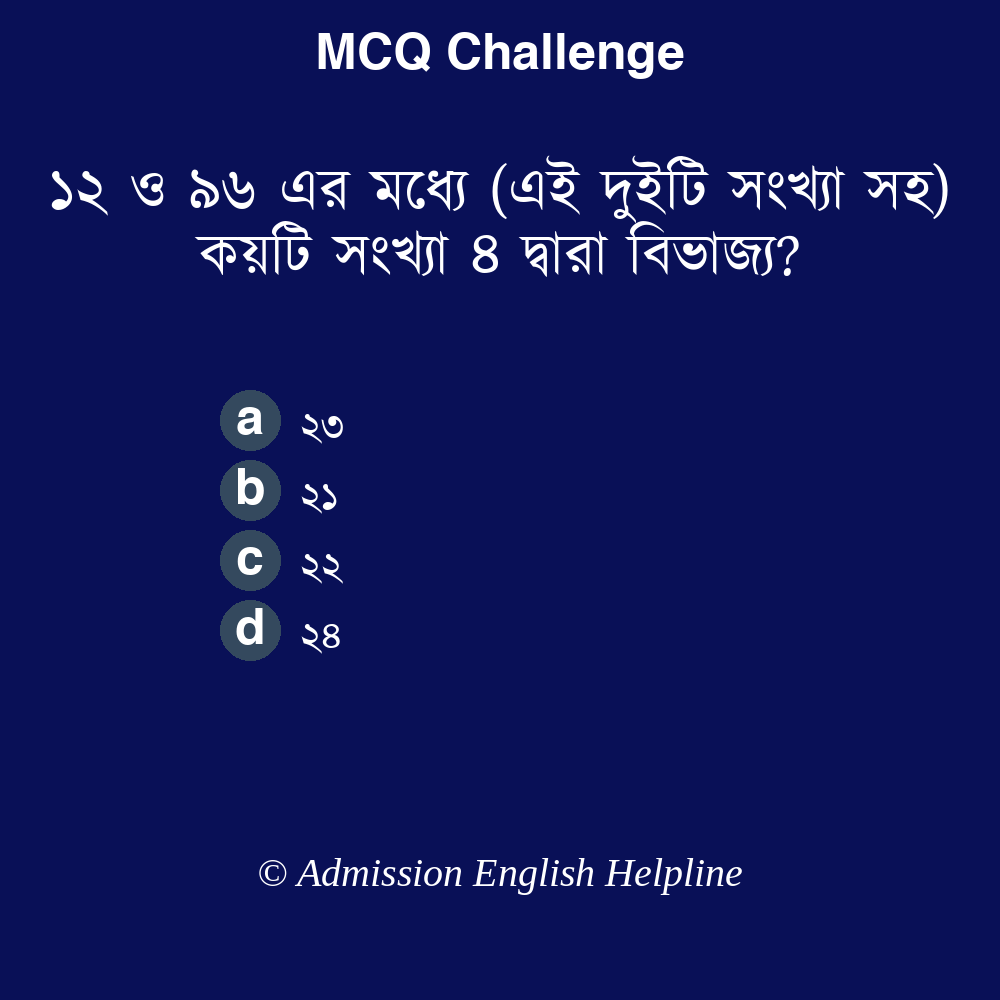 MCQ Challenge
১২ ও ৯৬ এর মধ্যে (এই দুইটি সংখ্যা সহ)
কয়টি সংখ্যা ৪ দ্বারা বিভাজ্য?
a ২৩
b ২১
c ২২
d ২৪
© Admission English Helpline